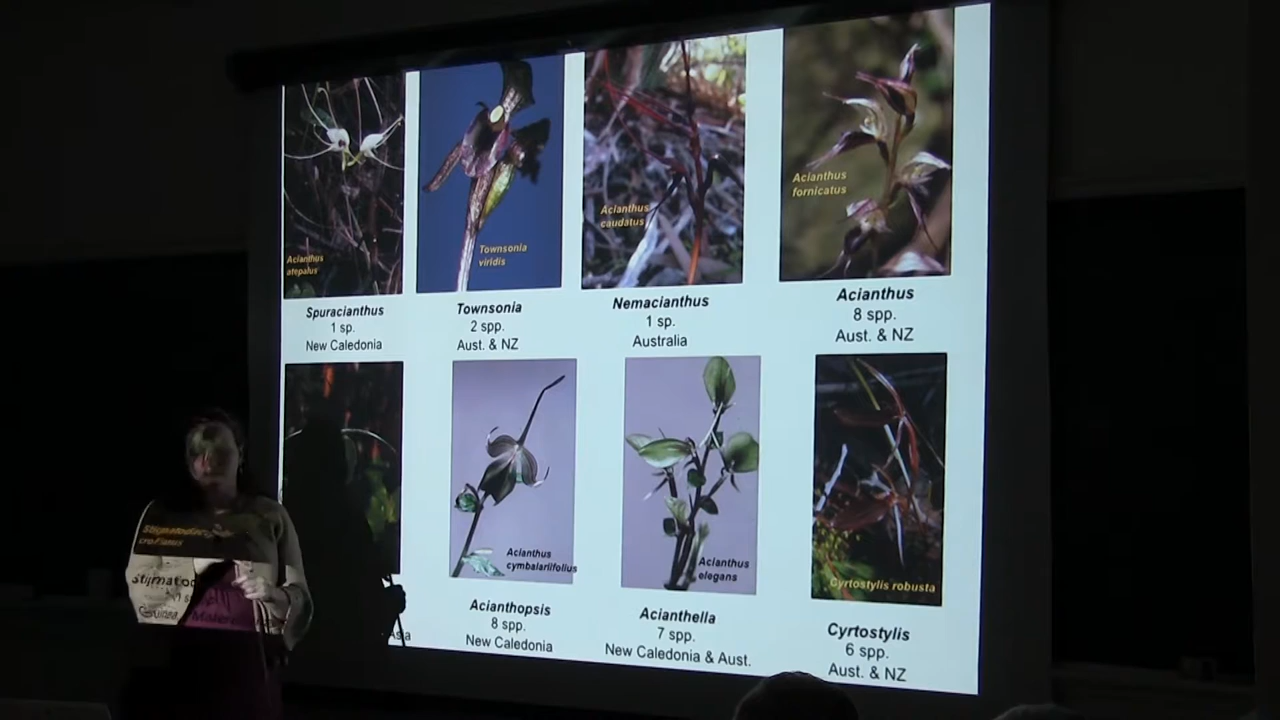 Acianthus
atepalus
Spuracianthus
1 sp.
New Caledonia
Townsonia
viridis
Townsonia
2 spp.
Aust. & NZ
Acianthus
caudatus
Nemacianthus
1 sp.
Australia
Acianthus
fornicatus
Acianthus
8 spp.
Aust. & NZ
Acianthus
cymbalariifolius
Acianthopsis
8 spp.
New Caledonia
Acianthus
elegans
Acianthella
7 spp.
New Caledonia & Aust.
Cyrtostylis robusta
Cyrtostylis
6 spp.
Aust. & NZ